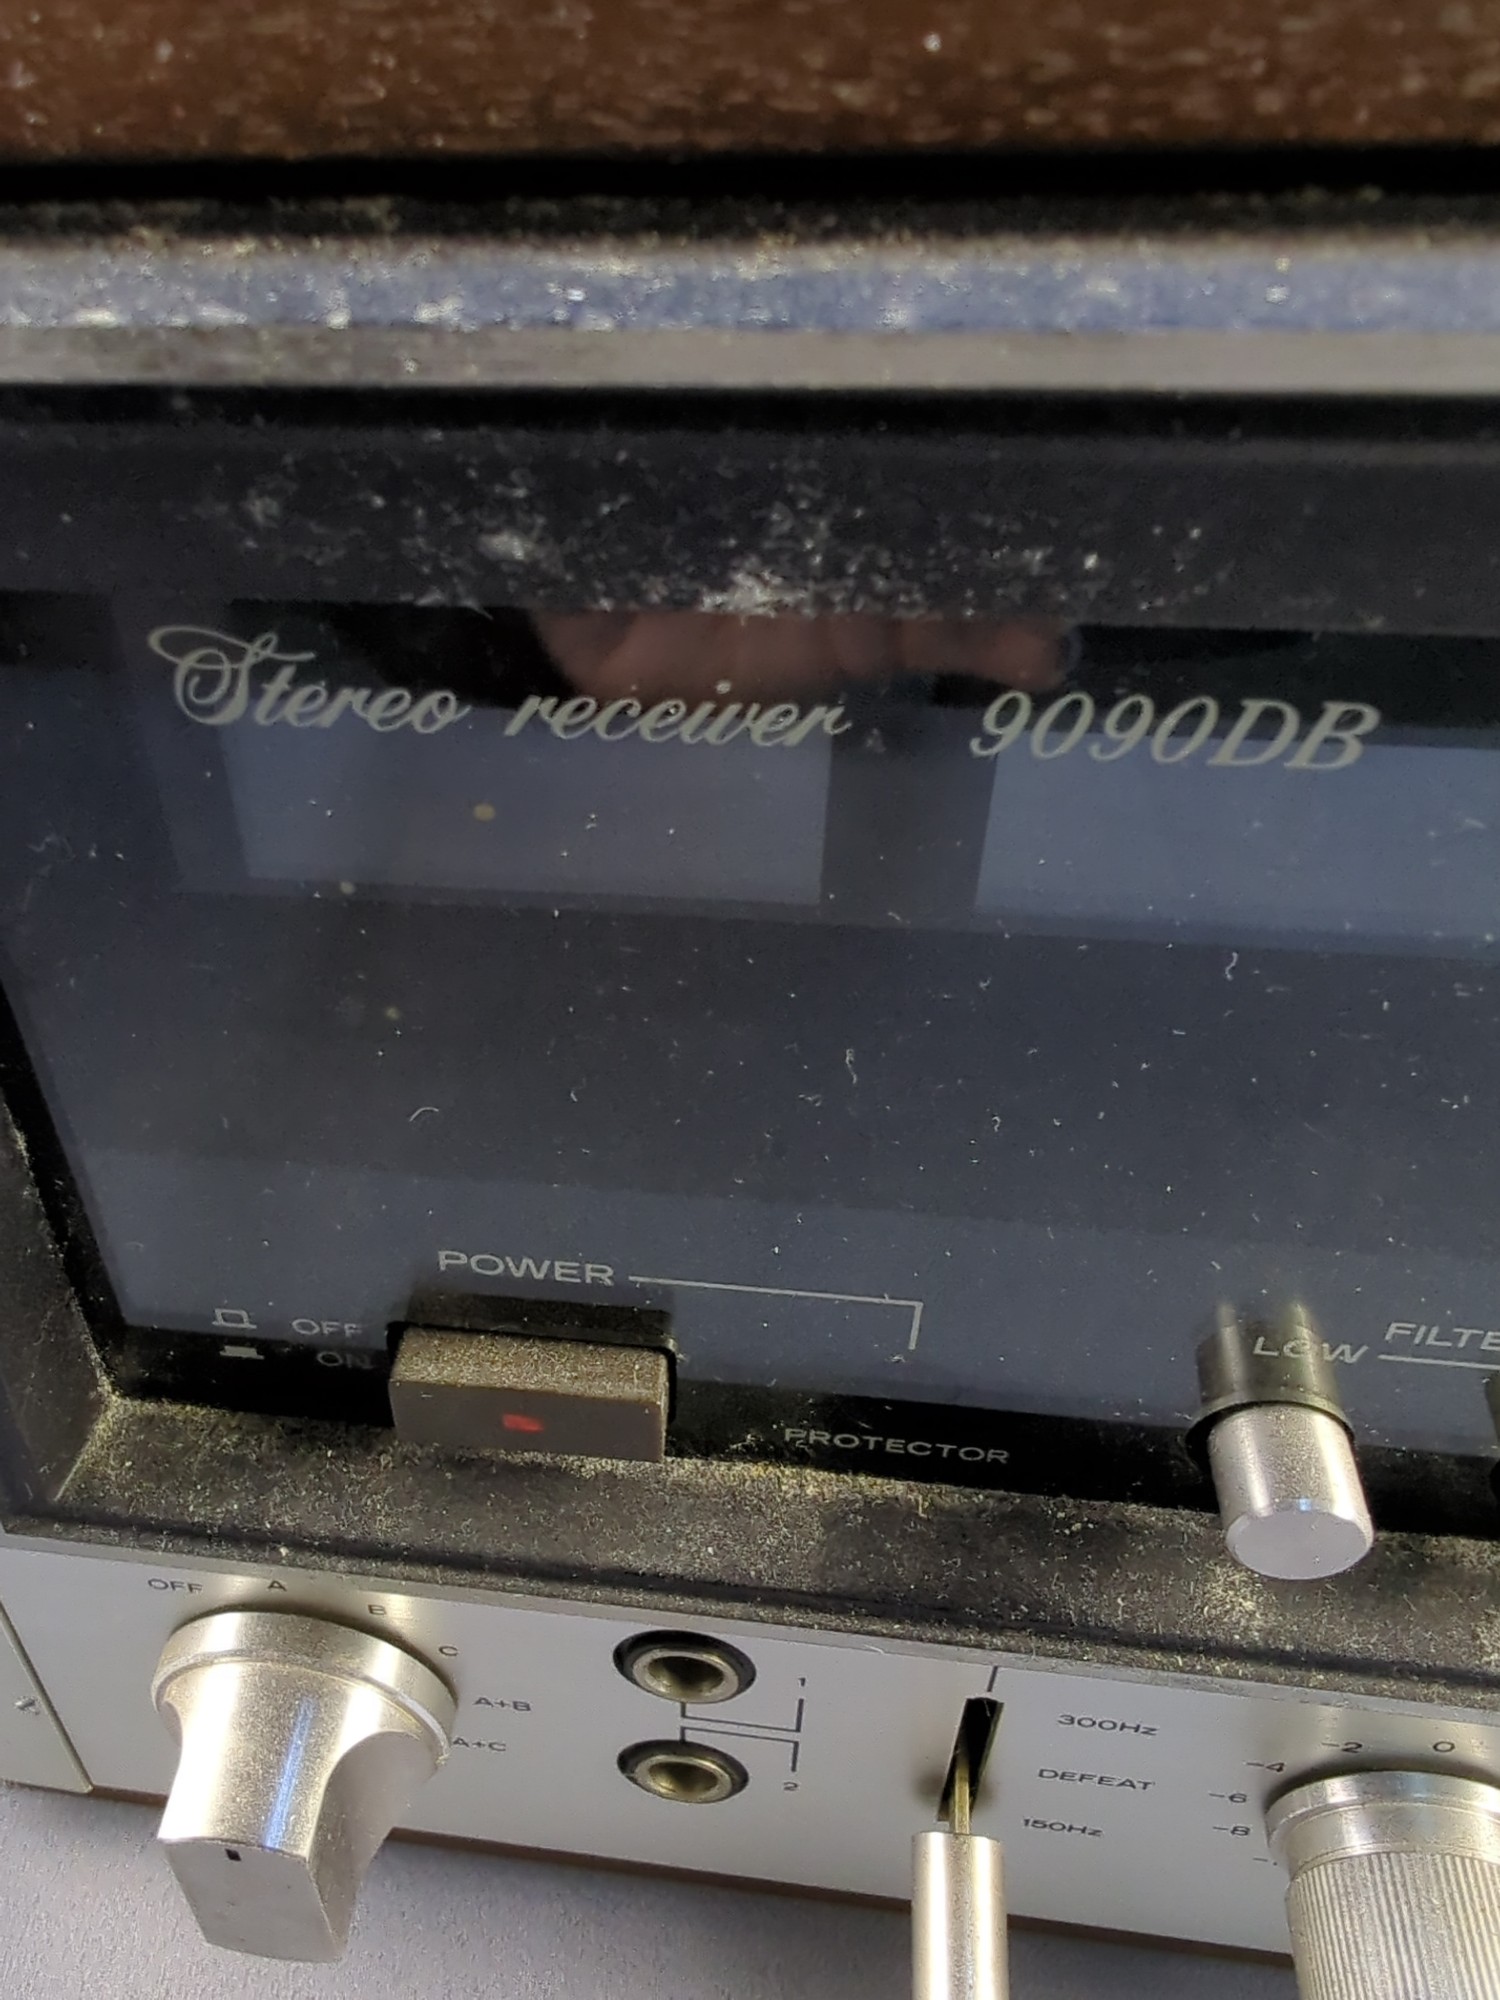 Stereo receiver 9090DB
POWER
OFF
ON
LOW
PROTECTOR
OFF
A
B
C
A+B
A+C
1
2
300Hz
DEFEAT
150Hz
-8
-6
-4
-2
0